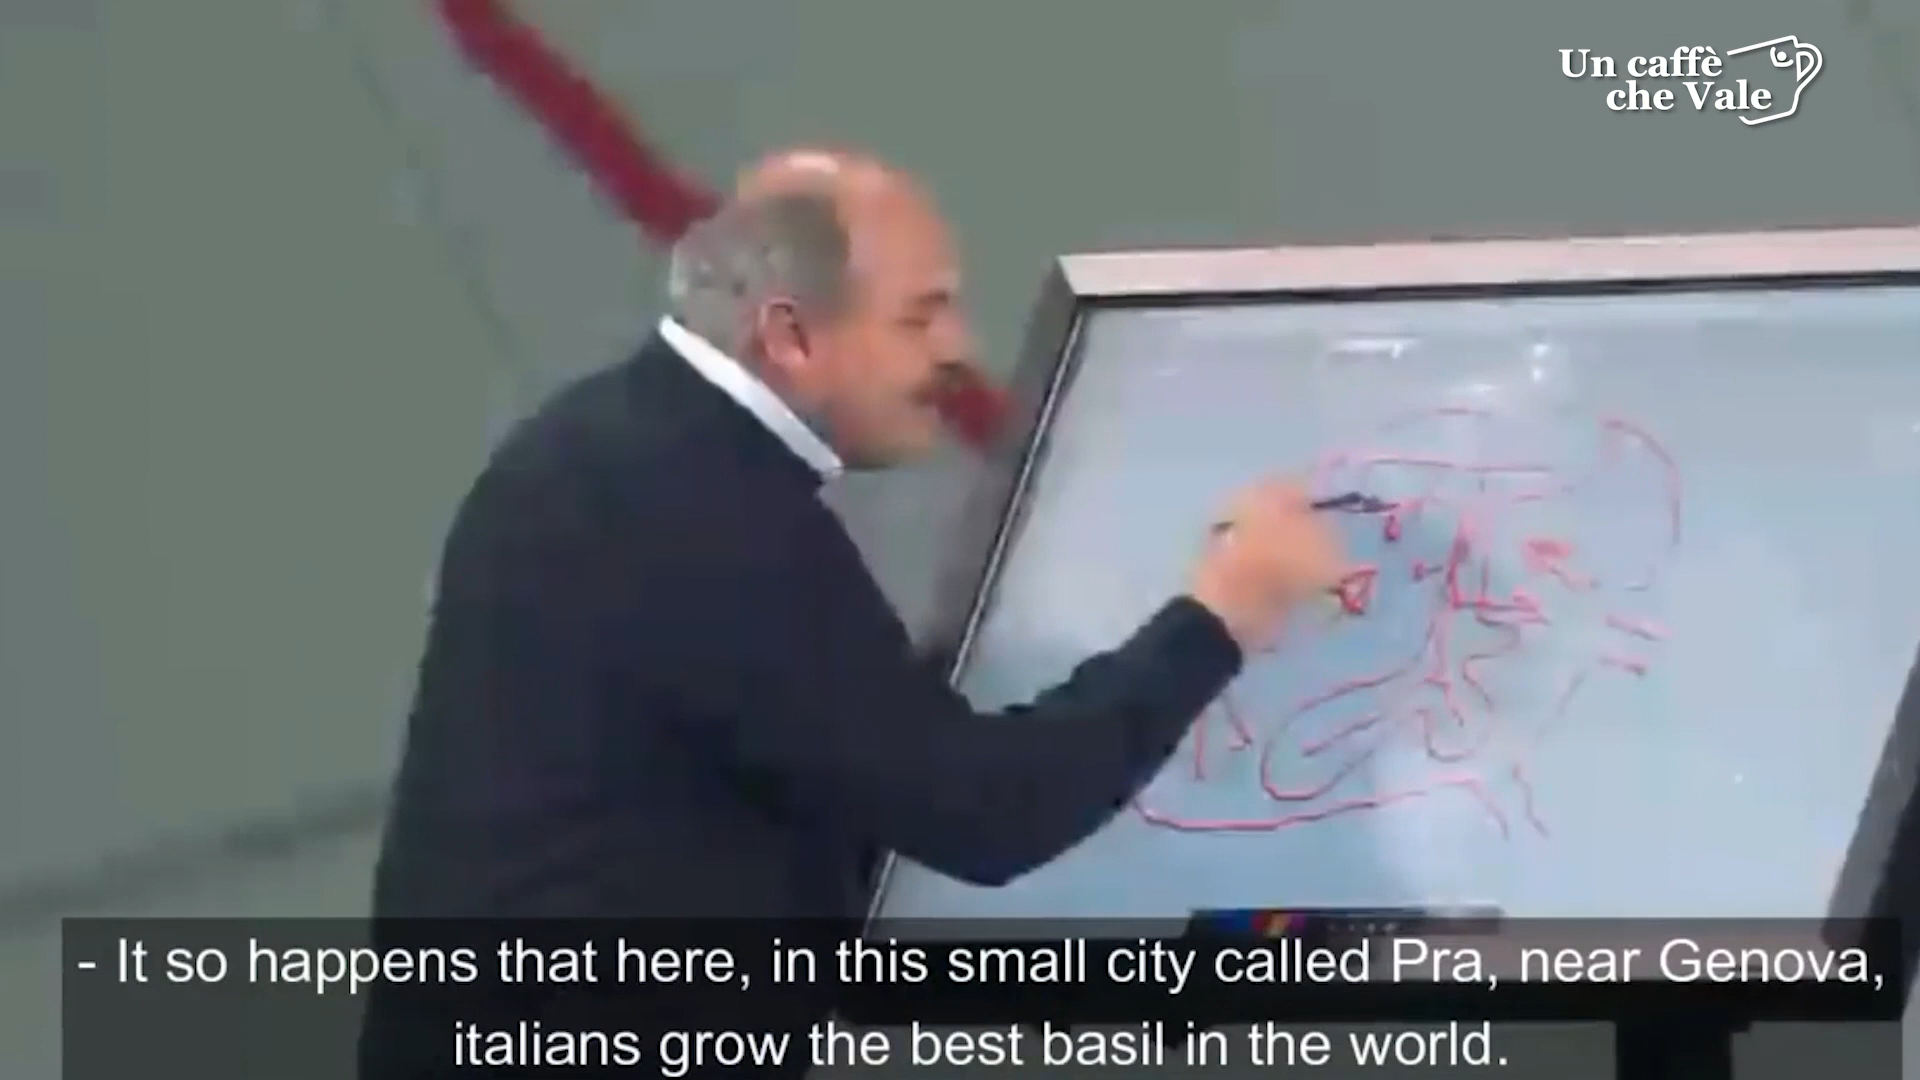 Un caffè
che Vale
- It so happens that here, in this small city called Pra, near Genova,
italians grow the best basil in the world.